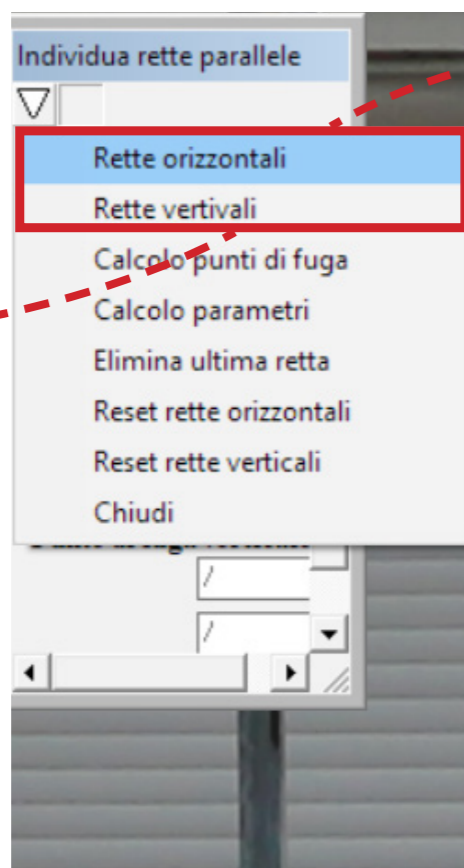 Individua rette parallele
Rette orizzontali
Rette vertivali
Calcolo punti di fuga
Calcolo parametri
Elimina ultima retta
Reset rette orizzontali
Reset rette verticali
Chiudi
/
/